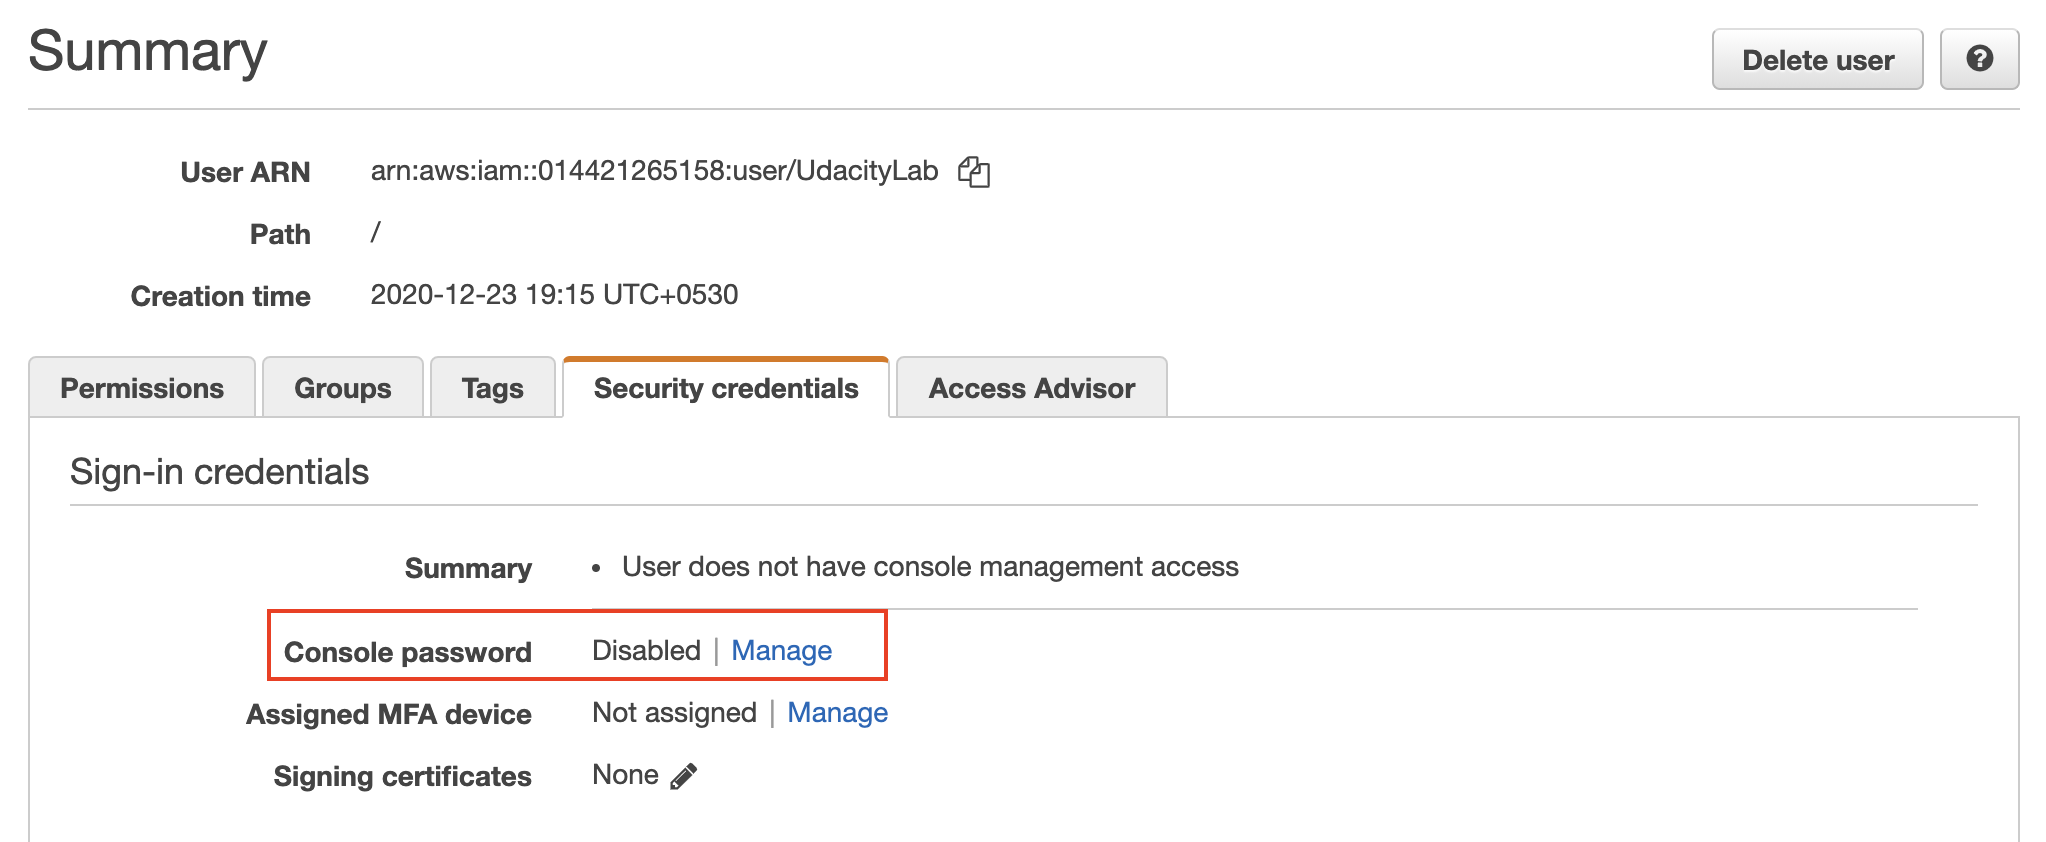 Summary
Delete user
User ARN arn:aws:iam::014421265158:user/UdacityLab
Path /
Creation time 2020-12-23 19:15 UTC+0530
Permissions Groups Tags Security credentials Access Advisor
Sign-in credentials
Summary • User does not have console management access
Console password Disabled | Manage
Assigned MFA device Not assigned | Manage
Signing certificates None